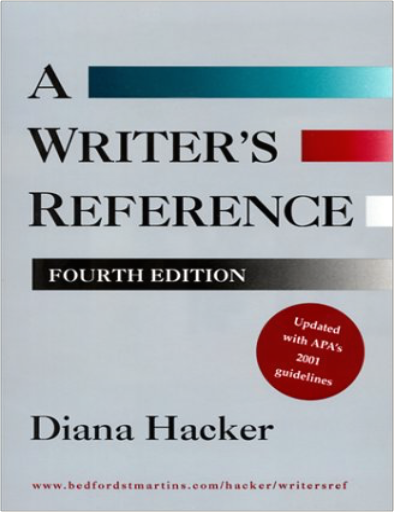 A
WRITER'S
REFERENCE
FOURTH EDITION
Updated
with APA's
2001
guidelines
Diana Hacker
www.bedfordstmartins.com/hacker/writersref